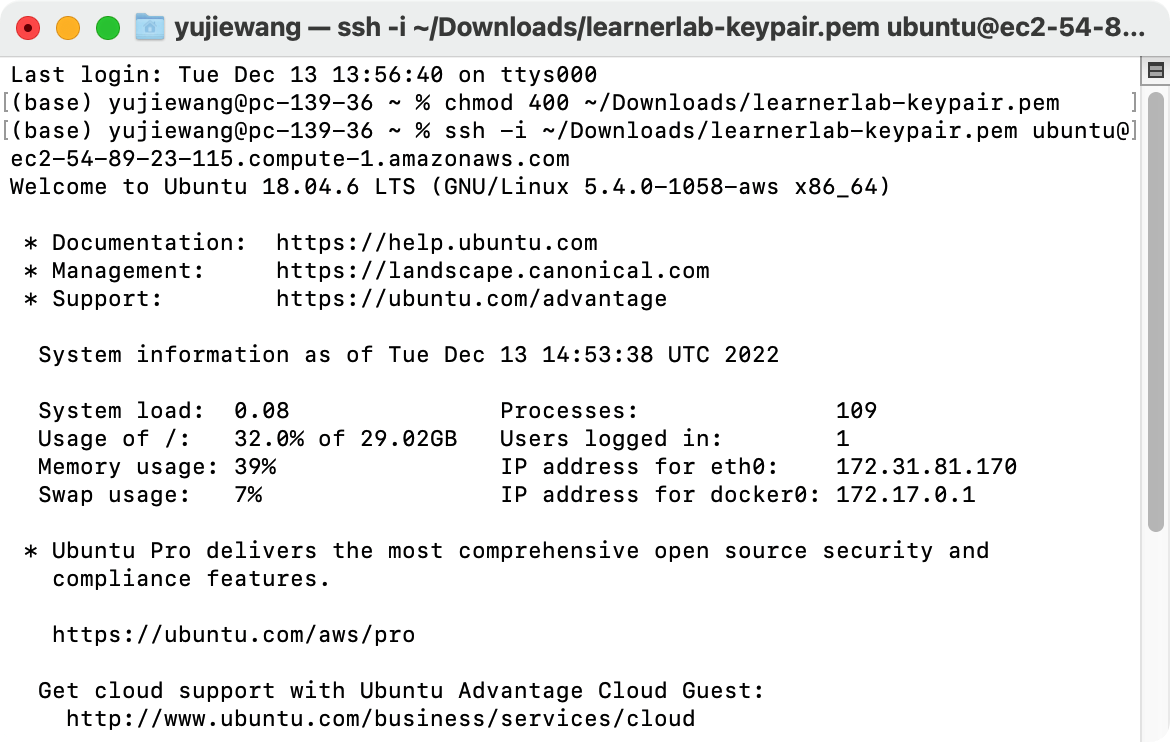 yujiewang — ssh -i ~/Downloads/learnerlab-keypair.pem ubuntu@ec2-54-8...
Last login: Tue Dec 13 13:56:40 on ttys000
[(base) yujiewang@pc-139-36 ~ % chmod 400 ~/Downloads/learnerlab-keypair.pem ]
[(base) yujiewang@pc-139-36 ~ % ssh -i ~/Downloads/learnerlab-keypair.pem ubuntu@]
ec2-54-89-23-115.compute-1.amazonaws.com
Welcome to Ubuntu 18.04.6 LTS (GNU/Linux 5.4.0-1058-aws x86_64)
* Documentation: https://help.ubuntu.com
* Management: https://landscape.canonical.com
* Support: https://ubuntu.com/advantage
System information as of Tue Dec 13 14:53:38 UTC 2022
System load: 0.08 Processes: 109
Usage of /: 32.0% of 29.02GB Users logged in: 1
Memory usage: 39% IP address for eth0: 172.31.81.170
Swap usage: 7% IP address for docker0: 172.17.0.1
* Ubuntu Pro delivers the most comprehensive open source security and
compliance features.
https://ubuntu.com/aws/pro
Get cloud support with Ubuntu Advantage Cloud Guest:
http://www.ubuntu.com/business/services/cloud